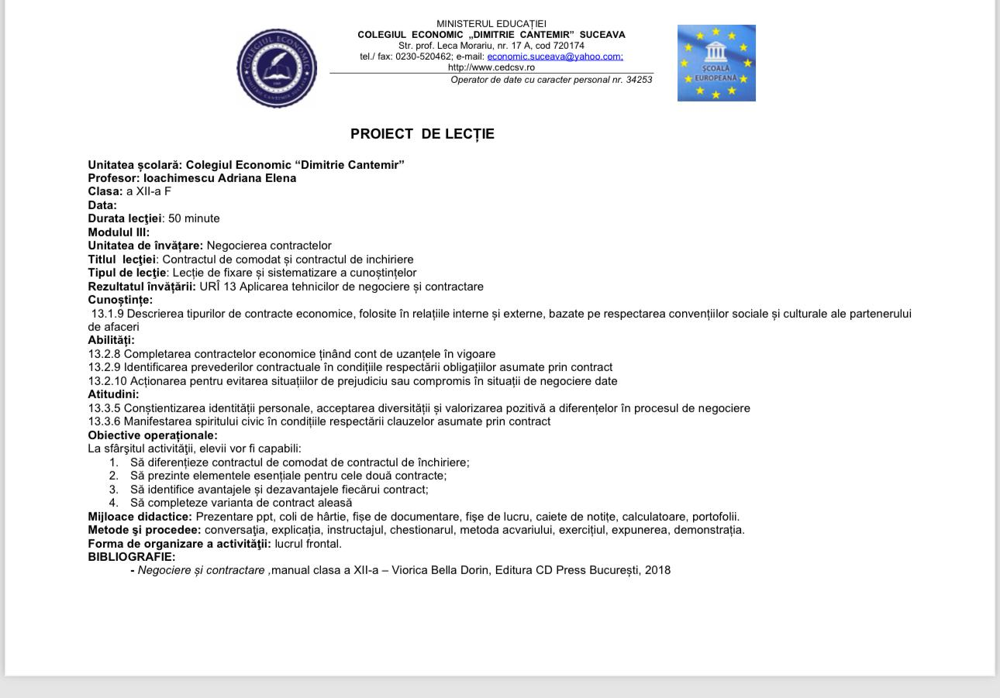 MINISTERUL EDUCAȚIEI
COLEGIUL ECONOMIC „DIMITRIE CANTEMIR” SUCEAVA
Str. prof. Leca Morariu, nr. 17 A, cod 720174
tel./ fax: 0230-520462; e-mail: economic.suceava@yahoo.com;
http://www.cedcsv.ro
Operator de date cu caracter personal nr. 34253
COLEGIUL ECONOMIC
DIMITRIE CANTEMIR SUCEAVA
ȘCOALĂ
EUROPEANĂ
PROIECT DE LECȚIE
Unitatea școlară: Colegiul Economic “Dimitrie Cantemir”
Profesor: Ioachimescu Adriana Elena
Clasa: a XII-a F
Data:
Durata lecţiei: 50 minute
Modulul III:
Unitatea de învățare: Negocierea contractelor
Titlul lecţiei: Contractul de comodat și contractul de inchiriere
Tipul de lecţie: Lecție de fixare și sistematizare a cunoștințelor
Rezultatul învățării: URÎ 13 Aplicarea tehnicilor de negociere și contractare
Cunoștințe:
13.1.9 Descrierea tipurilor de contracte economice, folosite în relațiile interne și externe, bazate pe respectarea convențiilor sociale și culturale ale partenerului
de afaceri
Abilități:
13.2.8 Completarea contractelor economice ținând cont de uzanțele în vigoare
13.2.9 Identificarea prevederilor contractuale în condițiile respectării obligațiilor asumate prin contract
13.2.10 Acționarea pentru evitarea situațiilor de prejudiciu sau compromis în situații de negociere date
Atitudini:
13.3.5 Conștientizarea identității personale, acceptarea diversității și valorizarea pozitivă a diferențelor în procesul de negociere
13.3.6 Manifestarea spiritului civic în condițiile respectării clauzelor asumate prin contract
Obiective operaționale:
La sfârşitul activităţii, elevii vor fi capabili:
1. Să diferențieze contractul de comodat de contractul de închiriere;
2. Să prezinte elementele esențiale pentru cele două contracte;
3. Să identifice avantajele și dezavantajele fiecărui contract;
4. Să completeze varianta de contract aleasă
Mijloace didactice: Prezentare ppt, coli de hârtie, fișe de documentare, fişe de lucru, caiete de notițe, calculatoare, portofolii.
Metode şi procedee: conversaţia, explicația, instructajul, chestionarul, metoda acvariului, exercițiul, expunerea, demonstrația.
Forma de organizare a activităţii: lucrul frontal.
BIBLIOGRAFIE:
- Negociere și contractare ,manual clasa a XII-a – Viorica Bella Dorin, Editura CD Press București, 2018